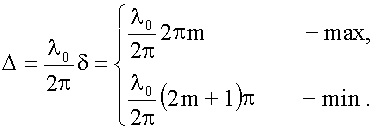 Δ = λ₀/2π δ = { λ₀/2π 2πm – max,
λ₀/2π (2m + 1)π – min .